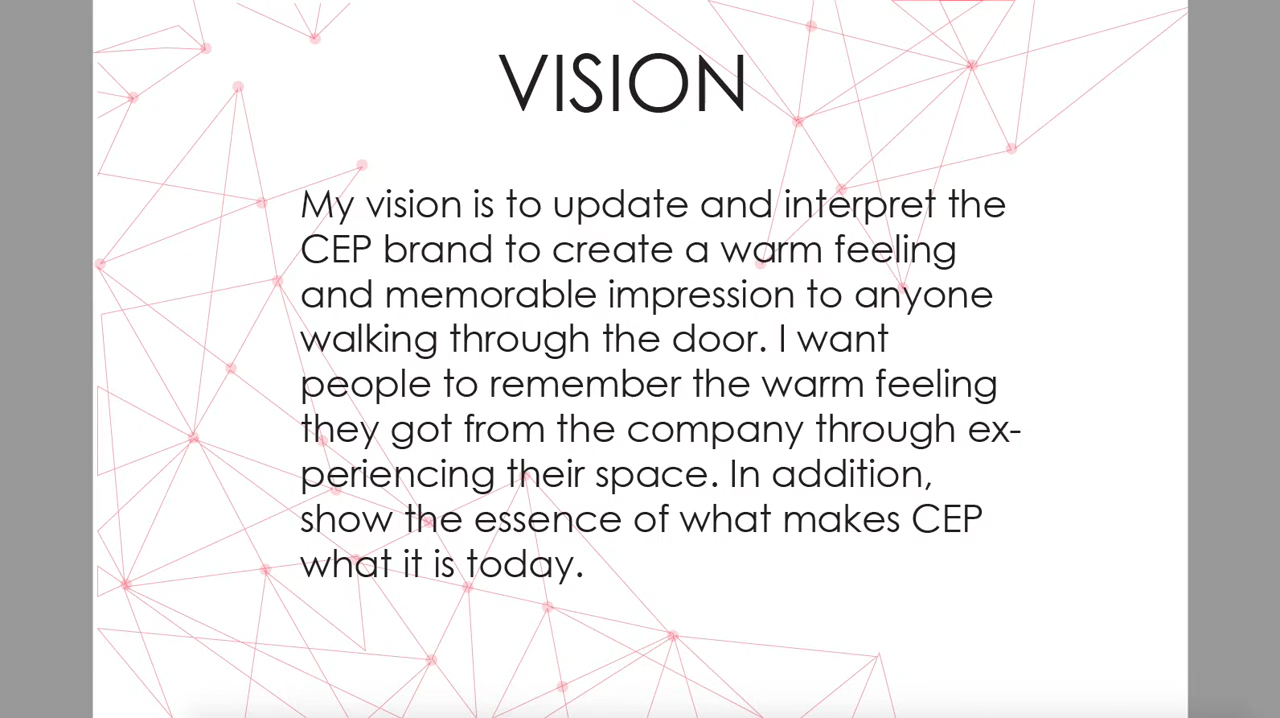 VISION
My vision is to update and interpret the
CEP brand to create a warm feeling
and memorable impression to anyone
walking through the door. I want
people to remember the warm feeling
they got from the company through ex-
periencing their space. In addition,
show the essence of what makes CEP
what it is today.